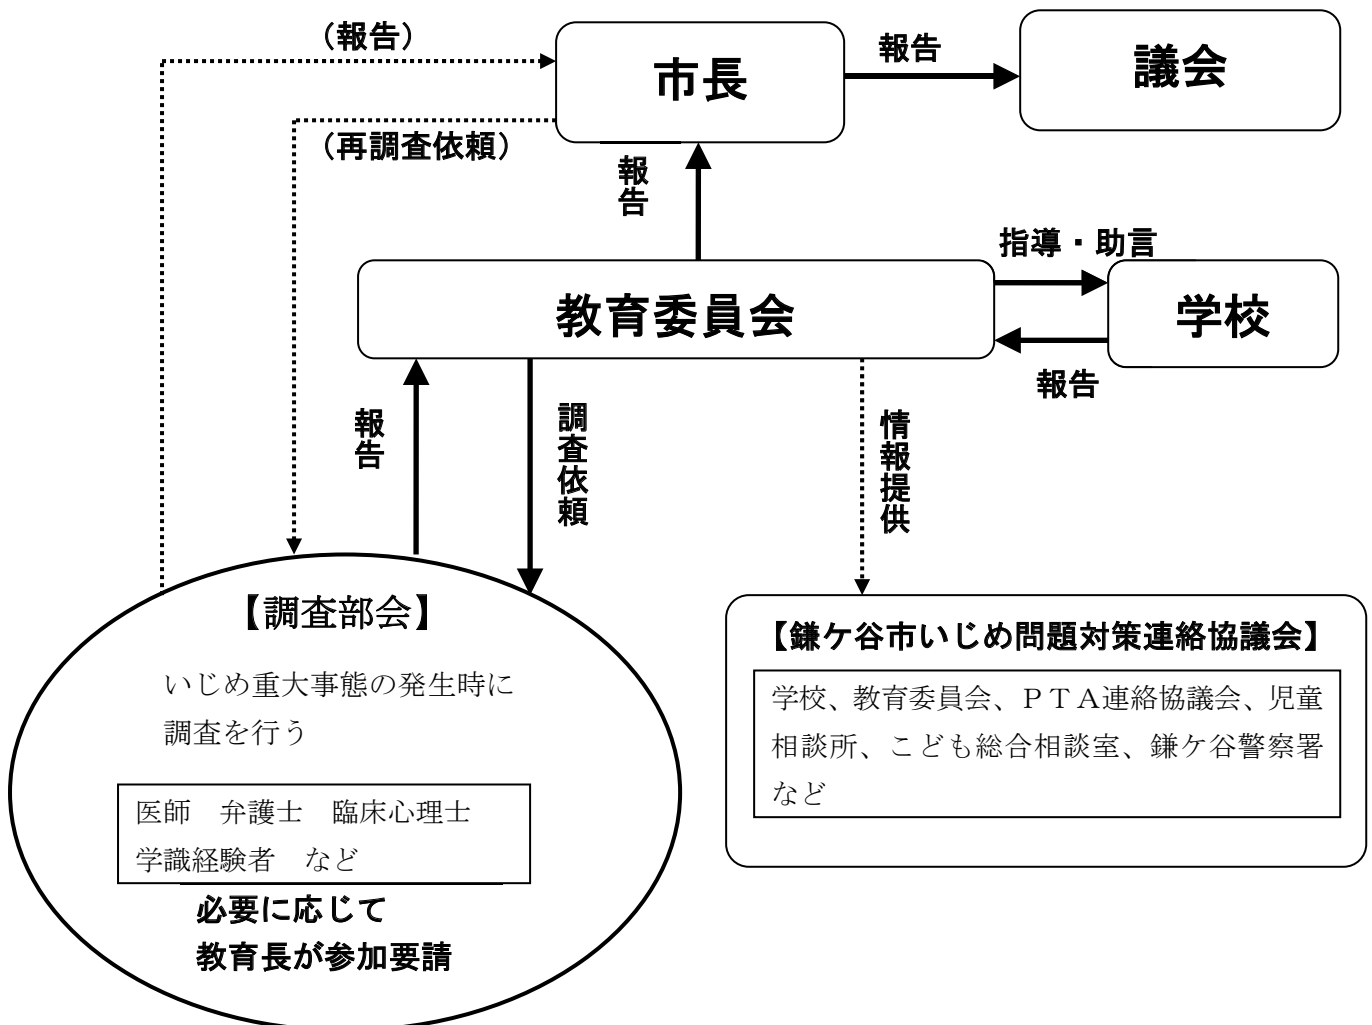 （報告）
市長
報告
議会
（再調査依頼）
報告
指導・助言
教育委員会
学校
報告
報告
調査依頼
情報提供
【調査部会】
いじめ重大事態の発生時に
調査を行う
医師　弁護士　臨床心理士
学識経験者　など
必要に応じて
教育長が参加要請
【鎌ケ谷市いじめ問題対策連絡協議会】
学校、教育委員会、ＰＴＡ連絡協議会、児童
相談所、こども総合相談室、鎌ケ谷警察署
など